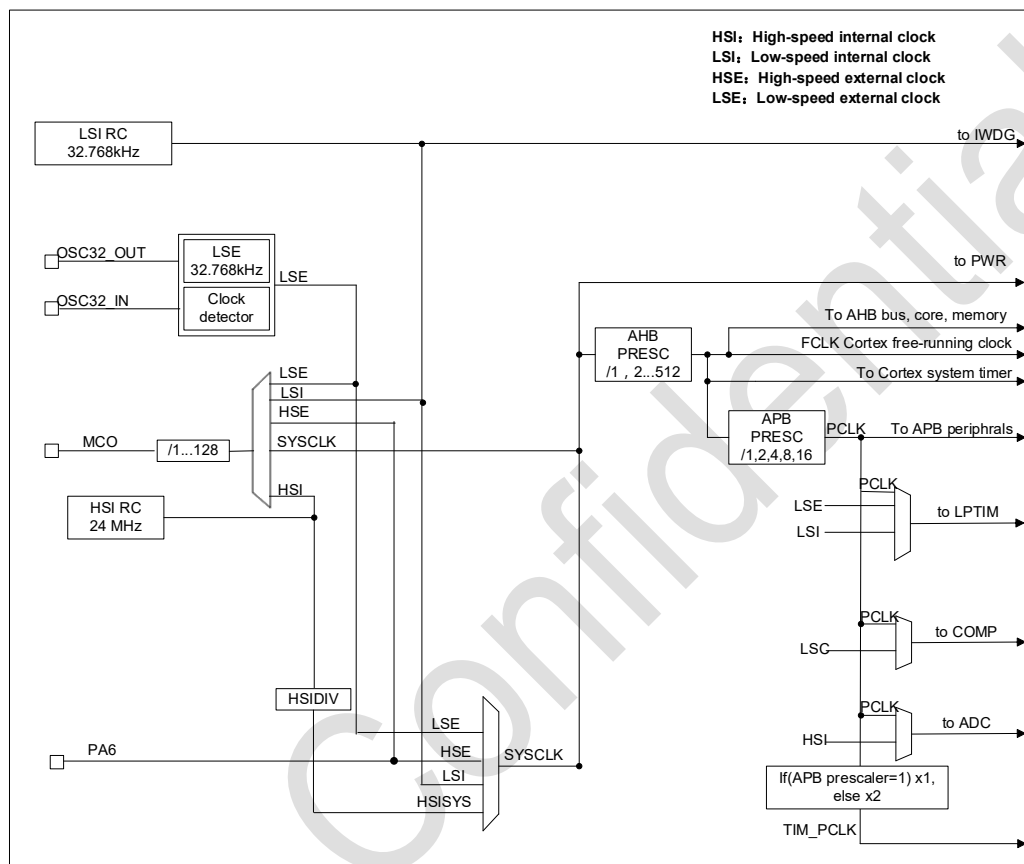 HSI： High-speed internal clock
LSI： Low-speed internal clock
HSE： High-speed external clock
LSE： Low-speed external clock
LSI RC
32.768kHz
to IWDG
OSC32_OUT
LSE
32.768kHz
LSE
OSC32_IN
Clock
detector
to PWR
To AHB bus, core, memory
AHB
PRESC
/1 , 2...512
FCLK Cortex free-running clock
To Cortex system timer
LSE
LSI
HSE
MCO
/1...128
SYSCLK
APB
PRESC
/1,2,4,8,16
PCLK
To APB periphrals
HSI
HSI RC
24 MHz
PCLK
LSE
LSI
to LPTIM
PCLK
LSC
to COMP
HSIDIV
PCLK
HSI
to ADC
PA6
LSE
HSE
LSI
HSISYS
SYSCLK
If(APB prescaler=1) x1,
else x2
TIM_PCLK
Confidential